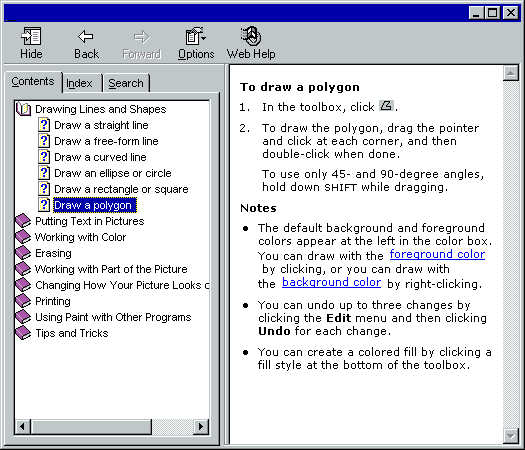 Hide Back Forward Options Web Help
Contents Index Search
Drawing Lines and Shapes
Draw a straight line
Draw a free-form line
Draw a curved line
Draw an ellipse or circle
Draw a rectangle or square
Draw a polygon
Putting Text in Pictures
Working with Color
Erasing
Working with Part of the Picture
Changing How Your Picture Looks o
Printing
Using Paint with Other Programs
Tips and Tricks
To draw a polygon
1. In the toolbox, click .
2. To draw the polygon, drag the pointer
and click at each corner, and then
double-click when done.
To use only 45- and 90-degree angles,
hold down SHIFT while dragging.
Notes
• The default background and foreground
colors appear at the left in the color box.
You can draw with the foreground color
by clicking, or you can draw with
the background color by right-clicking.
• You can undo up to three changes by
clicking the Edit menu and then clicking
Undo for each change.
• You can create a colored fill by clicking a
fill style at the bottom of the toolbox.